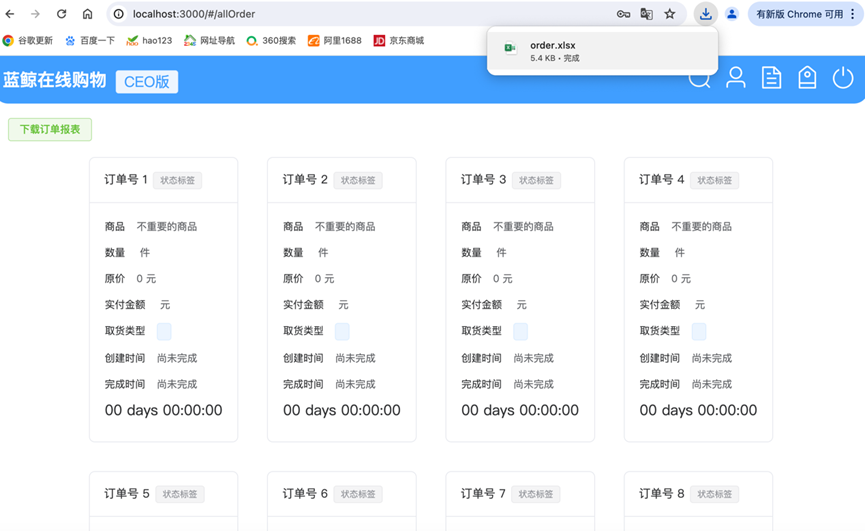 localhost:3000/#/allOrder
有新版 Chrome 可用
谷歌更新 百度一下 hao123 网址导航 360搜索 阿里1688 JD 京东商城
order.xlsx
5.4 KB • 完成
蓝鲸在线购物 CEO版
下载订单报表
订单号 1 状态标签 订单号 2 状态标签 订单号 3 状态标签 订单号 4 状态标签
商品 不重要的商品 商品 不重要的商品 商品 不重要的商品 商品 不重要的商品
数量 件 数量 件 数量 件 数量 件
原价 0 元 原价 0 元 原价 0 元 原价 0 元
实付金额 元 实付金额 元 实付金额 元 实付金额 元
取货类型 取货类型 取货类型 取货类型
创建时间 尚未完成 创建时间 尚未完成 创建时间 尚未完成 创建时间 尚未完成
完成时间 尚未完成 完成时间 尚未完成 完成时间 尚未完成 完成时间 尚未完成
00 days 00:00:00 00 days 00:00:00 00 days 00:00:00 00 days 00:00:00
订单号 5 状态标签 订单号 6 状态标签 订单号 7 状态标签 订单号 8 状态标签